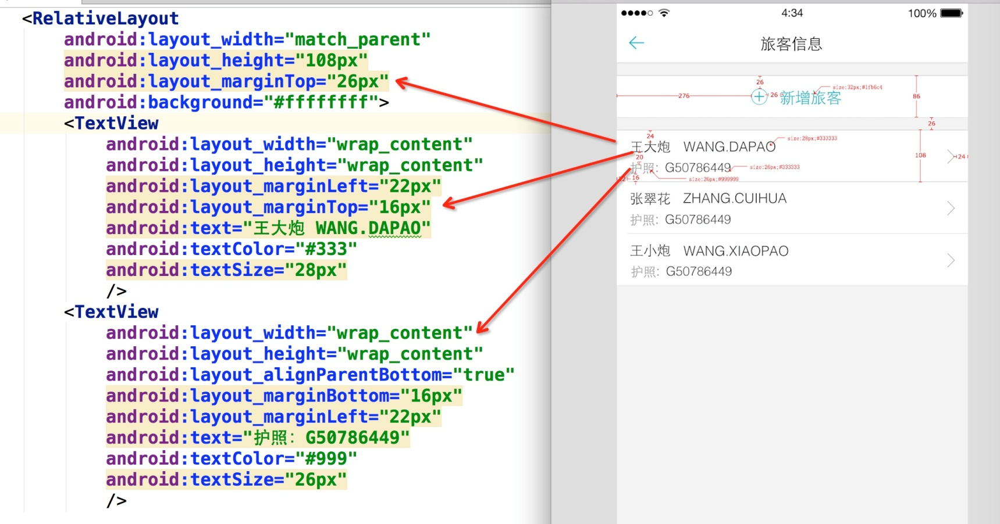 <RelativeLayout
android:layout_width="match_parent"
android:layout_height="108px"
android:layout_marginTop="26px"
android:background="#ffffffff">
<TextView
android:layout_width="wrap_content"
android:layout_height="wrap_content"
android:layout_marginLeft="22px"
android:layout_marginTop="16px"
android:text="王大炮 WANG.DAPAO"
android:textColor="#333"
android:textSize="28px"
/>
<TextView
android:layout_width="wrap_content"
android:layout_height="wrap_content"
android:layout_alignParentBottom="true"
android:layout_marginBottom="16px"
android:layout_marginLeft="22px"
android:text="护照：G50786449"
android:textColor="#999"
android:textSize="26px"
/>
4:34
100%
旅客信息
26
size:32px;#1fb6c4
276
26
新增旅客
86
26
24
size:28px;#333333
王大炮 WANG.DAPAO
20
108
24
护照：G50786449
size:26px;#333333
22
16
size:26px;#999999
张翠花 ZHANG.CUIHUA
护照：G50786449
王小炮 WANG.XIAOPAO
护照：G50786449